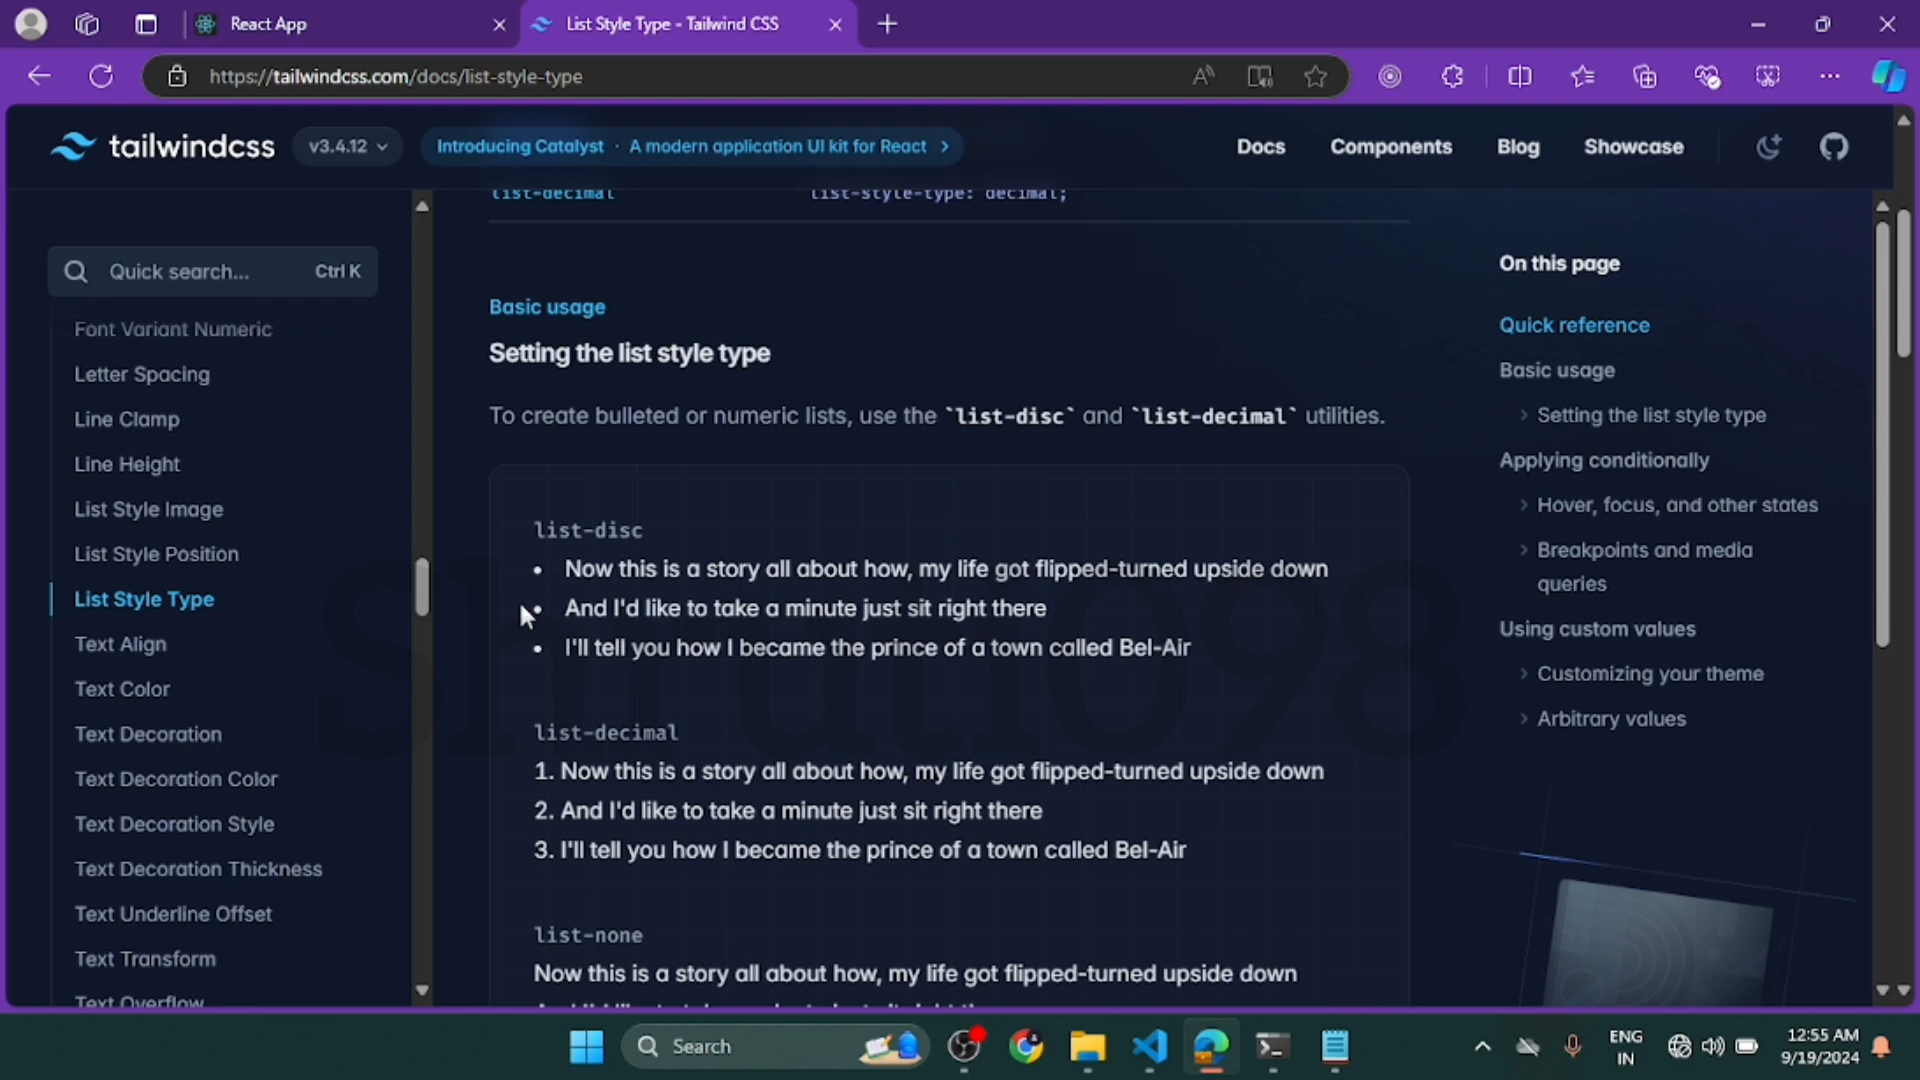 React App
List Style Type - Tailwind CSS
https://tailwindcss.com/docs/list-style-type
tailwindcss
v3.4.12
Introducing Catalyst · A modern application UI kit for React
Docs
Components
Blog
Showcase
list-decimal
list-style-type: decimal;
Quick search...
Ctrl K
Font Variant Numeric
Letter Spacing
Line Clamp
Line Height
List Style Image
List Style Position
List Style Type
Text Align
Text Color
Text Decoration
Text Decoration Color
Text Decoration Style
Text Decoration Thickness
Text Underline Offset
Text Transform
Text Overflow
Basic usage
Setting the list style type
To create bulleted or numeric lists, use the `list-disc` and `list-decimal` utilities.
list-disc
• Now this is a story all about how, my life got flipped-turned upside down
• And I'd like to take a minute just sit right there
• I'll tell you how I became the prince of a town called Bel-Air
list-decimal
1. Now this is a story all about how, my life got flipped-turned upside down
2. And I'd like to take a minute just sit right there
3. I'll tell you how I became the prince of a town called Bel-Air
list-none
Now this is a story all about how, my life got flipped-turned upside down
On this page
Quick reference
Basic usage
Setting the list style type
Applying conditionally
Hover, focus, and other states
Breakpoints and media
queries
Using custom values
Customizing your theme
Arbitrary values
Search
ENG
IN
12:55 AM
9/19/2024